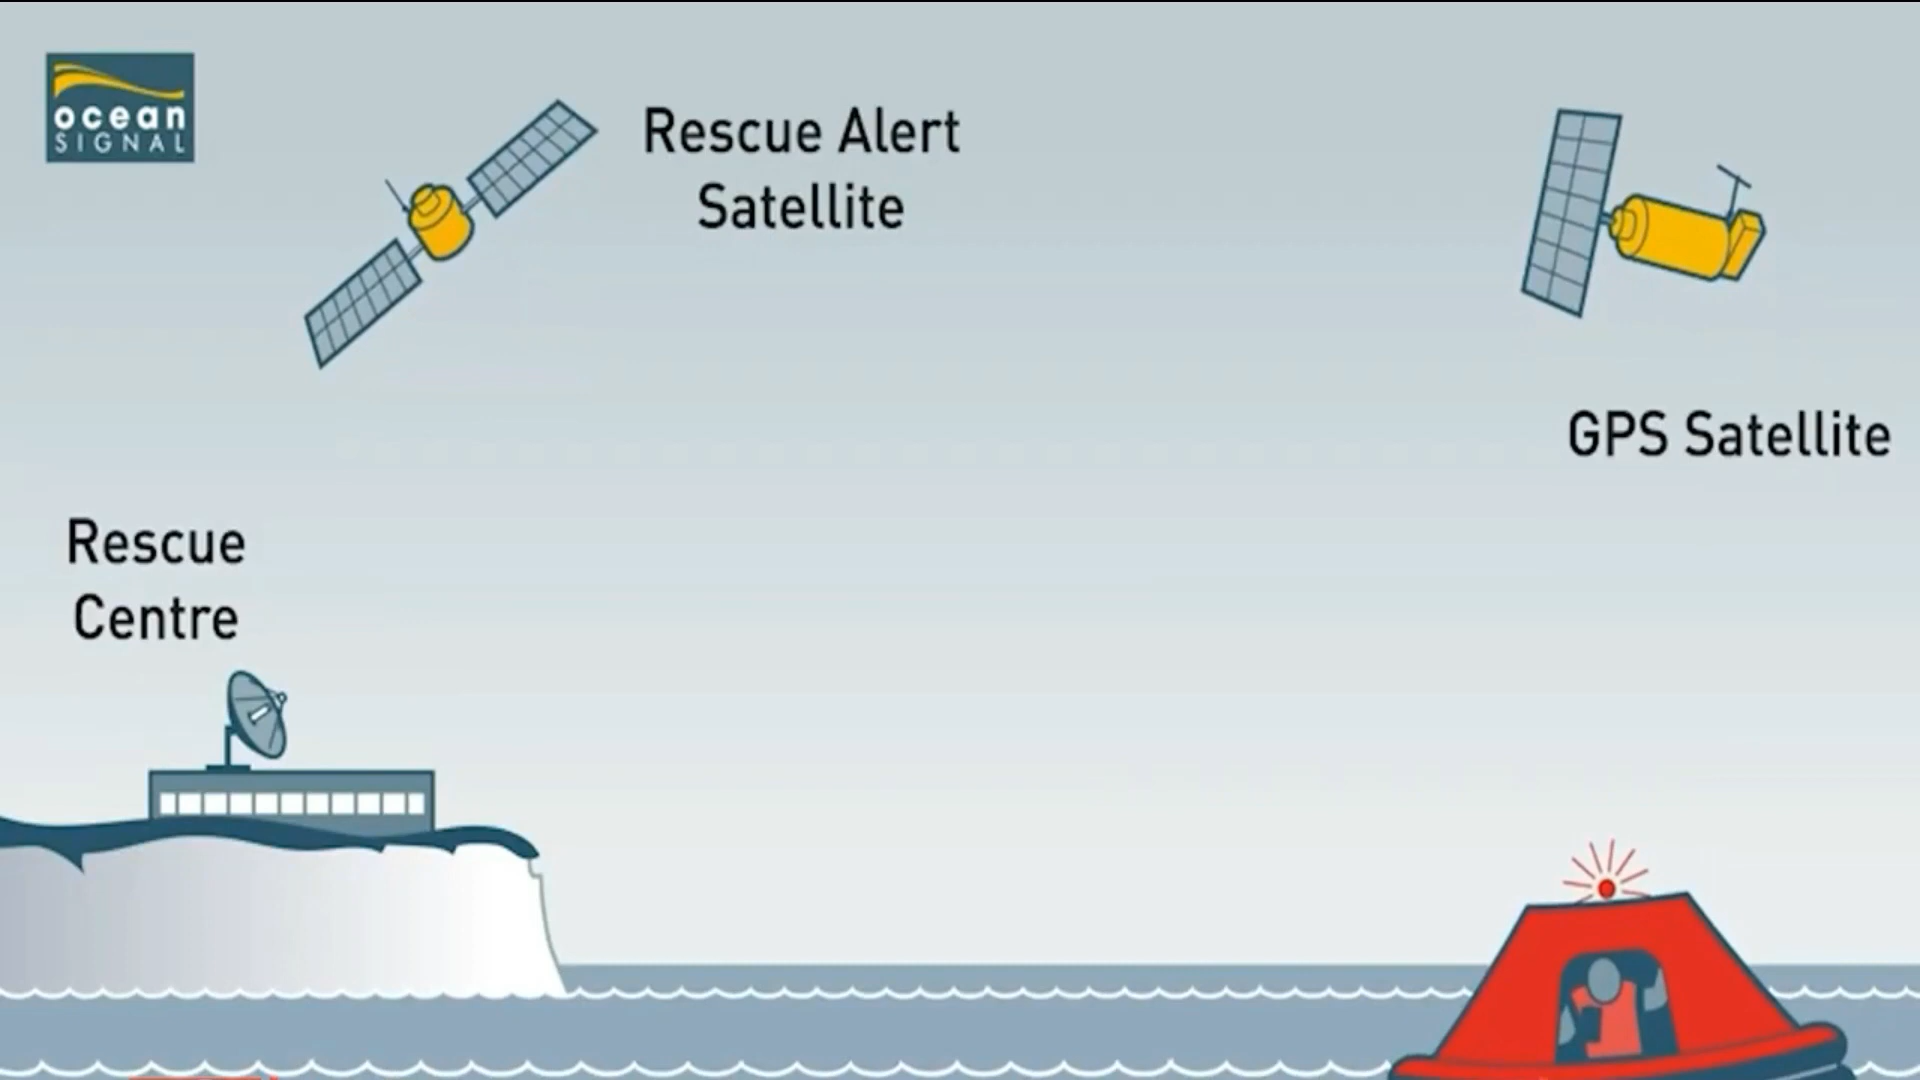 ocean
SIGNAL
Rescue Alert
Satellite
GPS Satellite
Rescue
Centre